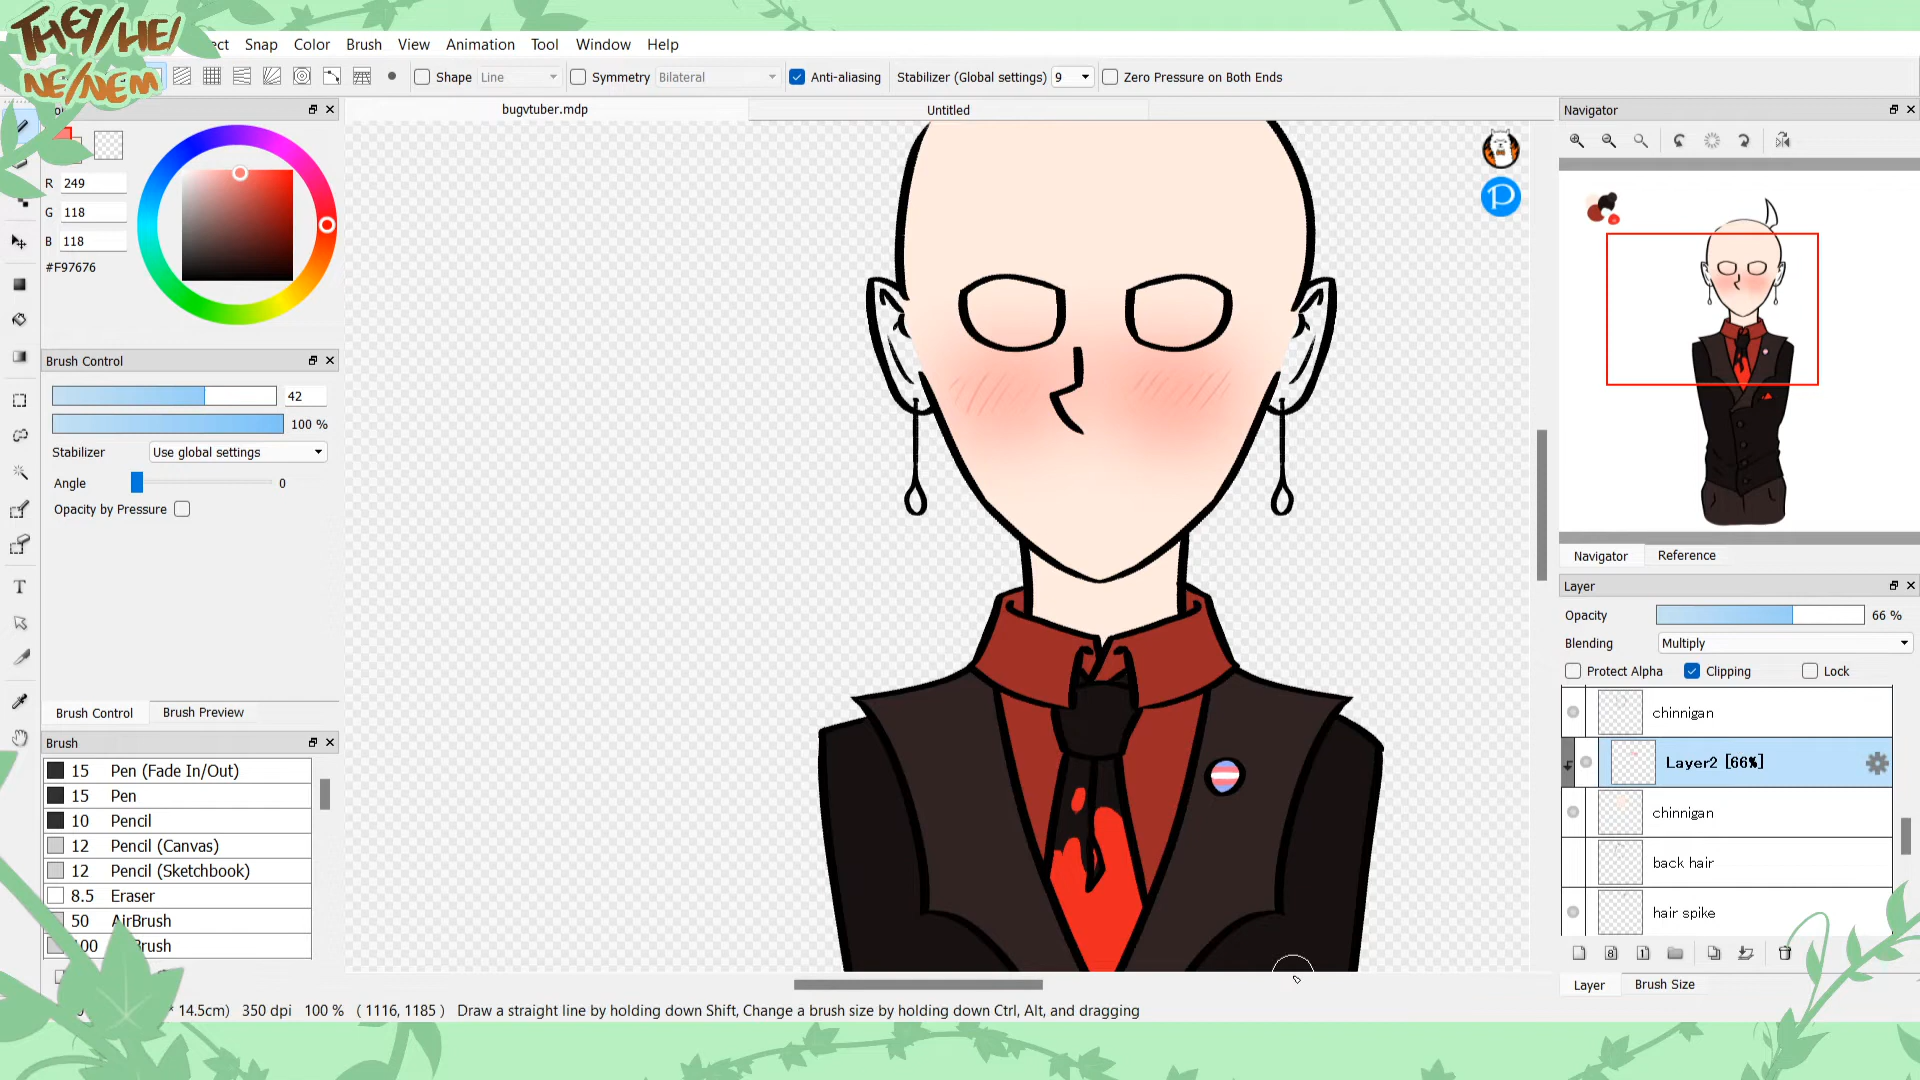 THEY/HE/
NE/NEM
Snap Color Brush View Animation Tool Window Help
Shape Line Symmetry Bilateral Anti-aliasing Stabilizer (Global settings) 9 Zero Pressure on Both Ends
bugvtuber.mdp
Untitled
R 249
G 118
B 118
#F97676
Brush Control
42
100 %
Stabilizer Use global settings
Angle 0
Opacity by Pressure
Brush Control Brush Preview
Brush
15 Pen (Fade In/Out)
15 Pen
10 Pencil
12 Pencil (Canvas)
12 Pencil (Sketchbook)
8.5 Eraser
50 AirBrush
100
* 14.5cm) 350 dpi 100 % ( 1116, 1185 ) Draw a straight line by holding down Shift, Change a brush size by holding down Ctrl, Alt, and dragging
P
Navigator
Navigator Reference
Layer
Opacity 66 %
Blending Multiply
Protect Alpha Clipping Lock
chinnigan
Layer2 [66%]
chinnigan
back hair
hair spike
8 1
Layer Brush Size